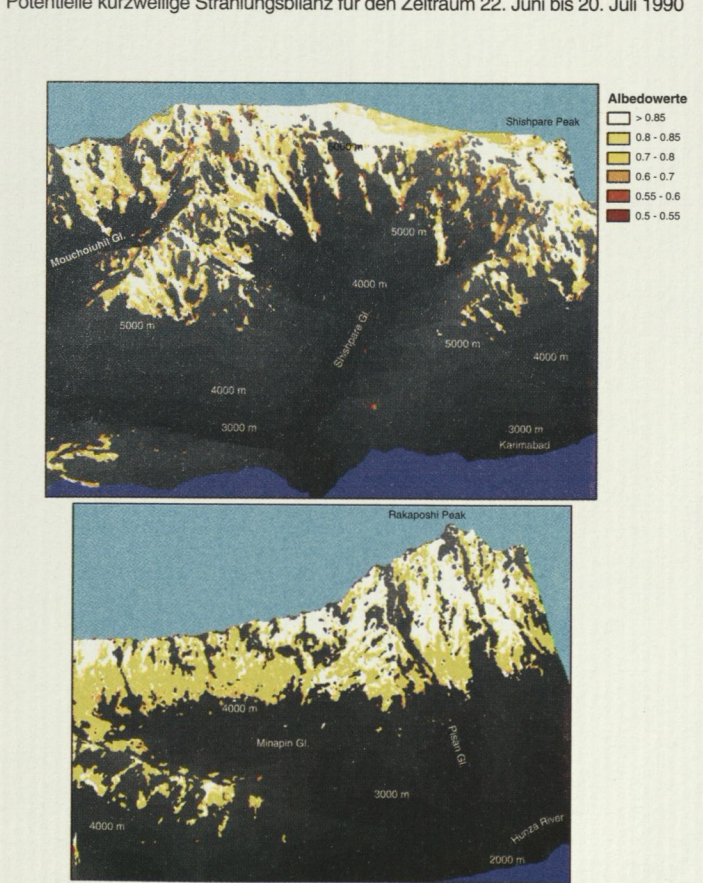 Potentielle kurzwellige Strahlungsbilanz für den Zeitraum 22. Juni bis 20. Juli 1990
Albedowerte
> 0.85
0.8 - 0.85
0.7 - 0.8
0.6 - 0.7
0.55 - 0.6
0.5 - 0.55
Shishpare Peak
6000 m
Mouchoiuhil Gl.
5000 m
4000 m
Shishpare Gl.
5000 m
5000 m
4000 m
4000 m
3000 m
3000 m
Karimabad
Rakaposhi Peak
4000 m
Minapin Gl.
Pisan Gl.
3000 m
4000 m
Hunza River
2000 m